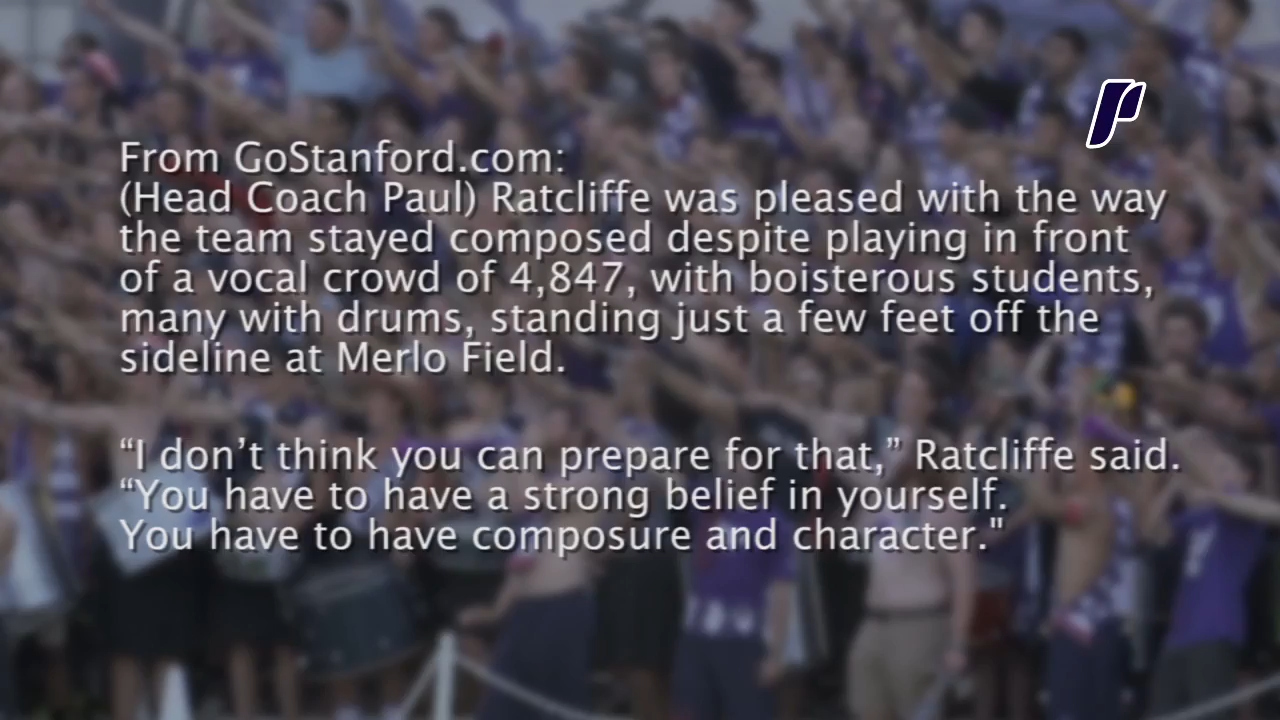 From GoStanford.com:
(Head Coach Paul) Ratcliffe was pleased with the way
the team stayed composed despite playing in front
of a vocal crowd of 4,847, with boisterous students,
many with drums, standing just a few feet off the
sideline at Merlo Field.
“I don’t think you can prepare for that,” Ratcliffe said.
“You have to have a strong belief in yourself.
You have to have composure and character."